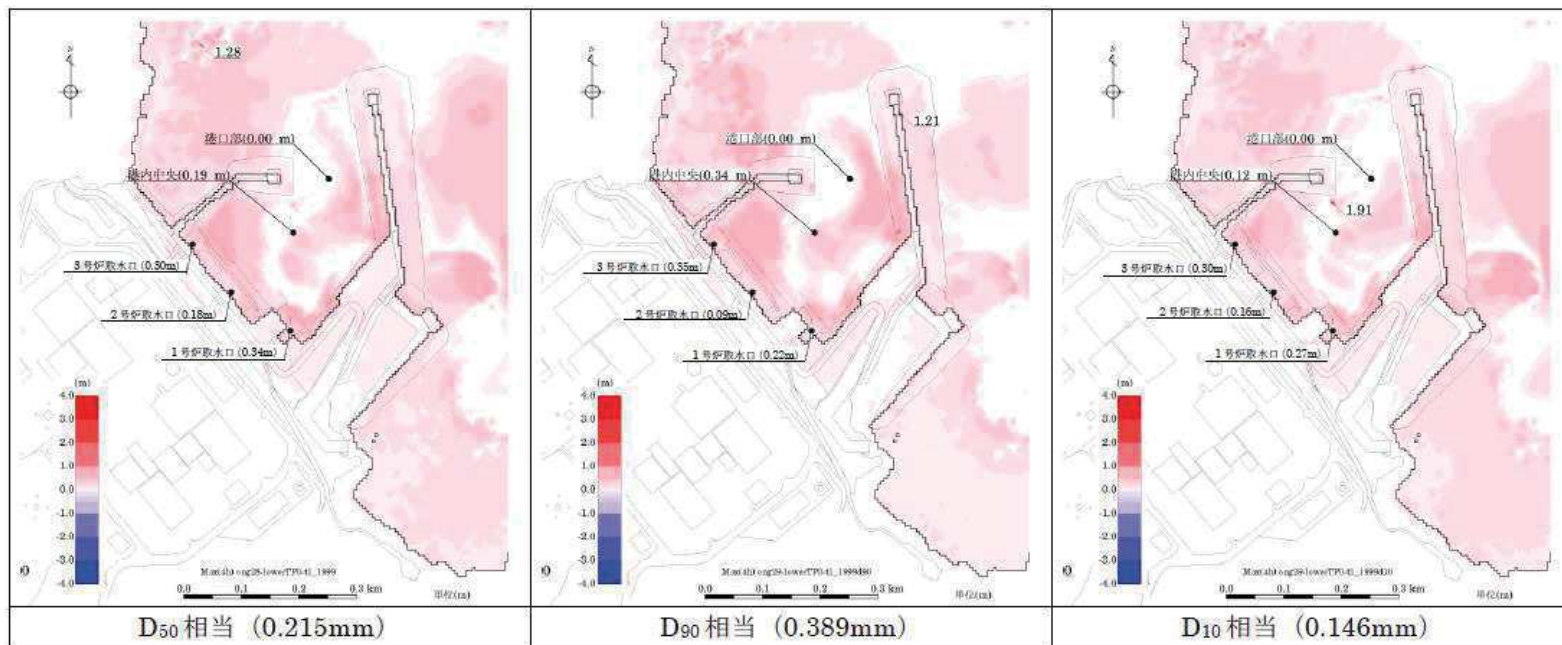 1.28
港口部(0.00 m)
港内中央(0.19 m)
3号炉取水口(0.30m)
2号炉取水口(0.18m)
1号炉取水口(0.34m)
(m)
4.0
3.0
2.0
1.0
0.0
-1.0
-2.0
-3.0
-4.0
0.0 0.1 0.2 0.3 km
単位(m)
D₅₀相当（0.215mm）
1.21
港口部(0.00 m)
港内中央(0.34 m)
3号炉取水口(0.35m)
2号炉取水口(0.09m)
1号炉取水口(0.22m)
(m)
4.0
3.0
2.0
1.0
0.0
-1.0
-2.0
-3.0
-4.0
0.0 0.1 0.2 0.3 km
単位(m)
D₉₀相当（0.389mm）
港口部(0.00 m)
港内中央(0.12 m)
1.91
3号炉取水口(0.30m)
2号炉取水口(0.16m)
1号炉取水口(0.27m)
(m)
4.0
3.0
2.0
1.0
0.0
-1.0
-2.0
-3.0
-4.0
0.0 0.1 0.2 0.3 km
単位(m)
D₁₀相当（0.146mm）